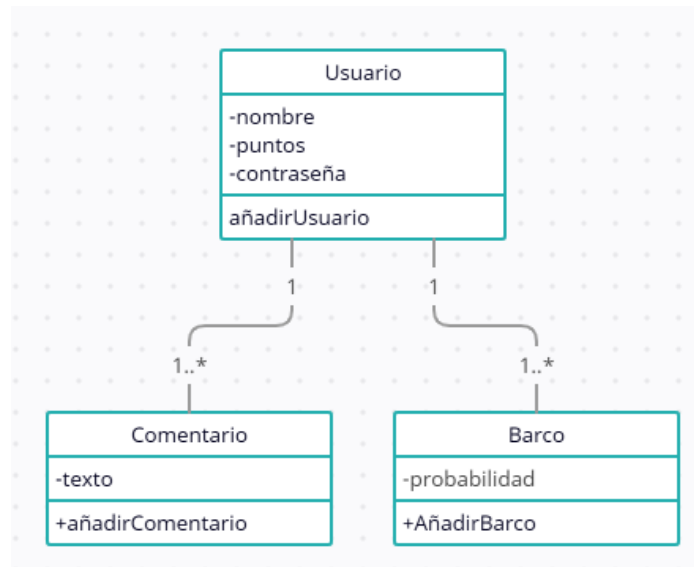 Usuario
-nombre
-puntos
-contraseña
añadirUsuario
1
1
1..*
1..*
Comentario
-texto
+añadirComentario
Barco
-probabilidad
+AñadirBarco